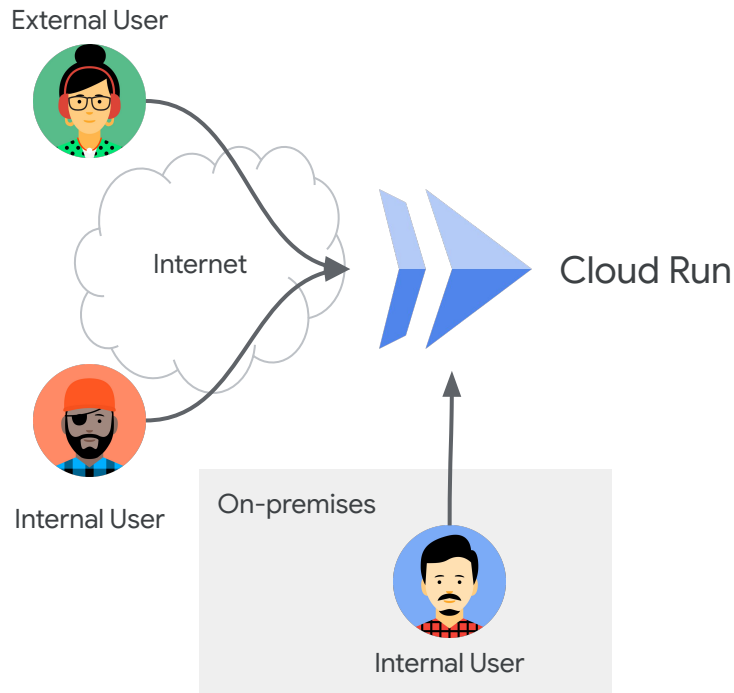 External User
Internet
Cloud Run
Internal User
On-premises
Internal User